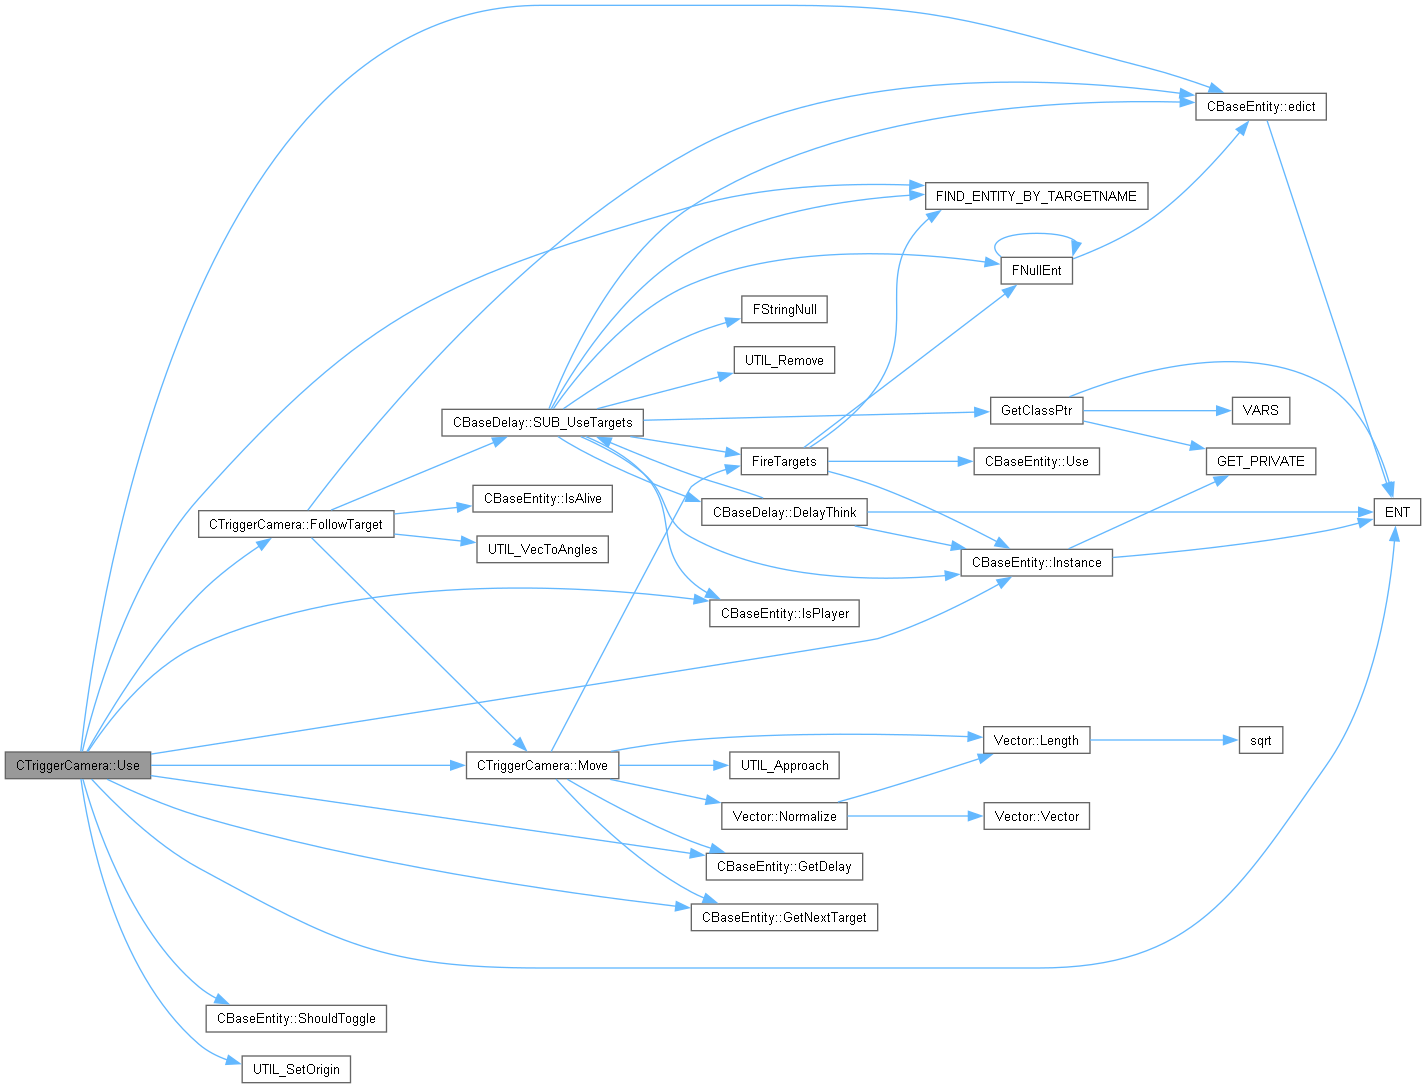 CBaseEntity::edict
FIND_ENTITY_BY_TARGETNAME
FNullEnt
FStringNull
UTIL_Remove
CBaseDelay::SUB_UseTargets
GetClassPtr
VARS
FireTargets
CBaseEntity::Use
GET_PRIVATE
CBaseEntity::IsAlive
CTriggerCamera::FollowTarget
CBaseDelay::DelayThink
ENT
UTIL_VecToAngles
CBaseEntity::Instance
CBaseEntity::IsPlayer
Vector::Length
sqrt
CTriggerCamera::Use
CTriggerCamera::Move
UTIL_Approach
Vector::Normalize
Vector::Vector
CBaseEntity::GetDelay
CBaseEntity::GetNextTarget
CBaseEntity::ShouldToggle
UTIL_SetOrigin